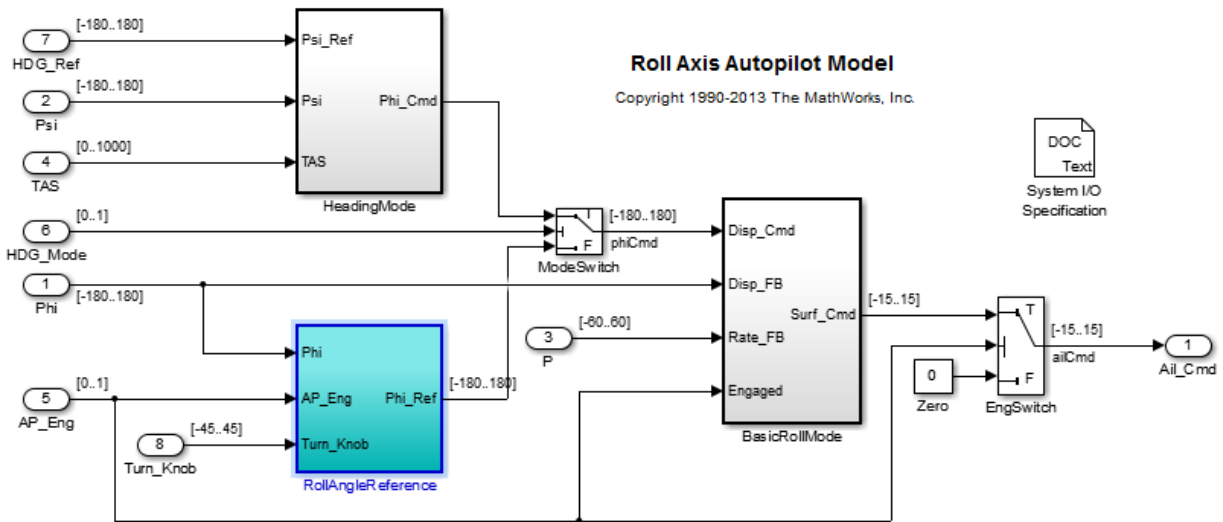 Roll Axis Autopilot Model
Copyright 1990-2013 The MathWorks, Inc.
[-180..180]
7
HDG_Ref
[-180..180]
2
Psi
[0..1000]
4
TAS
Psi_Ref
Psi
TAS
Phi_Cmd
HeadingMode
DOC
Text
System I/O
Specification
[0..1]
6
HDG_Mode
1
Phi
[-180..180]
T
F
ModeSwitch
[-180..180]
phiCmd
Disp_Cmd
Disp_FB
Rate_FB
Engaged
Surf_Cmd
BasicRollMode
[-60..60]
3
P
[0..1]
5
AP_Eng
[-45..45]
8
Turn_Knob
Phi
AP_Eng
Turn_Knob
Phi_Ref
RollAngleReference
[-180..180]
[-15..15]
0
Zero
T
F
EngSwitch
[-15..15]
ailCmd
1
Ail_Cmd